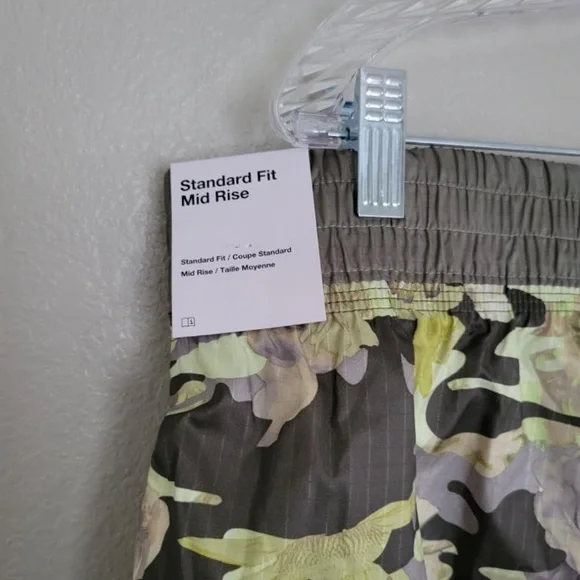 Standard Fit
Mid Rise
Standard Fit / Coupe Standard
Mid Rise / Taille Moyenne